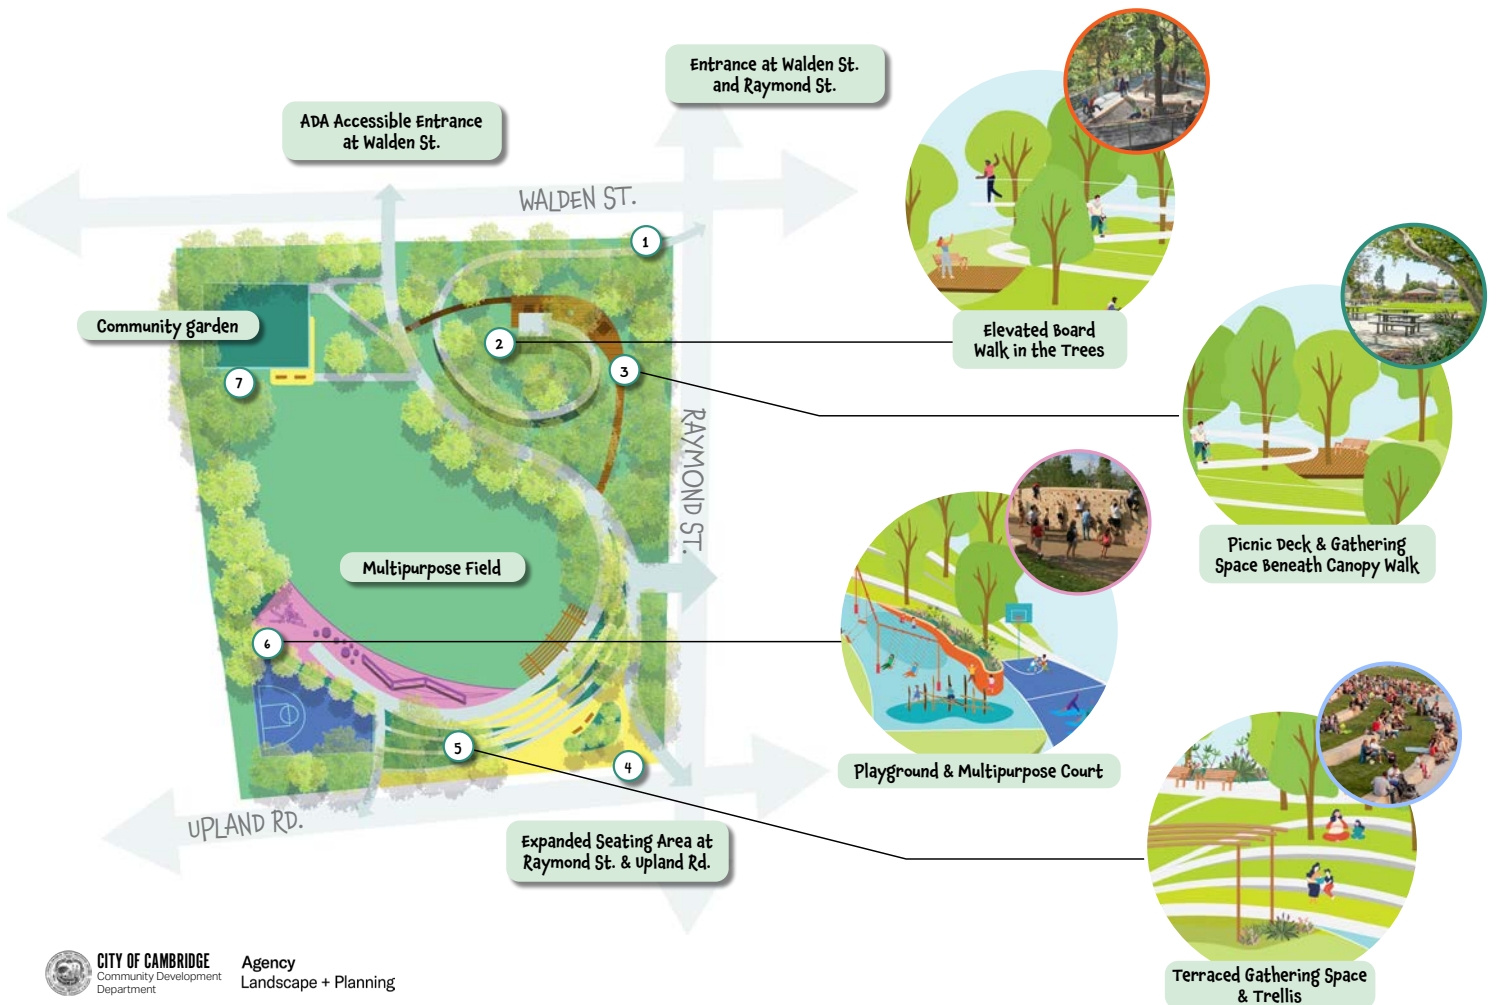 Entrance at Walden St.
and Raymond St.
ADA Accessible Entrance
at Walden St.
WALDEN ST.
1
Community garden
2
Elevated Board
Walk in the Trees
3
7
RAYMOND ST.
Picnic Deck & Gathering
Space Beneath Canopy Walk
Multipurpose Field
6
Playground & Multipurpose Court
5
4
UPLAND RD.
Expanded Seating Area at
Raymond St. & Upland Rd.
Terraced Gathering Space
& Trellis
CITY OF CAMBRIDGE
Community Development
Department
Agency
Landscape + Planning